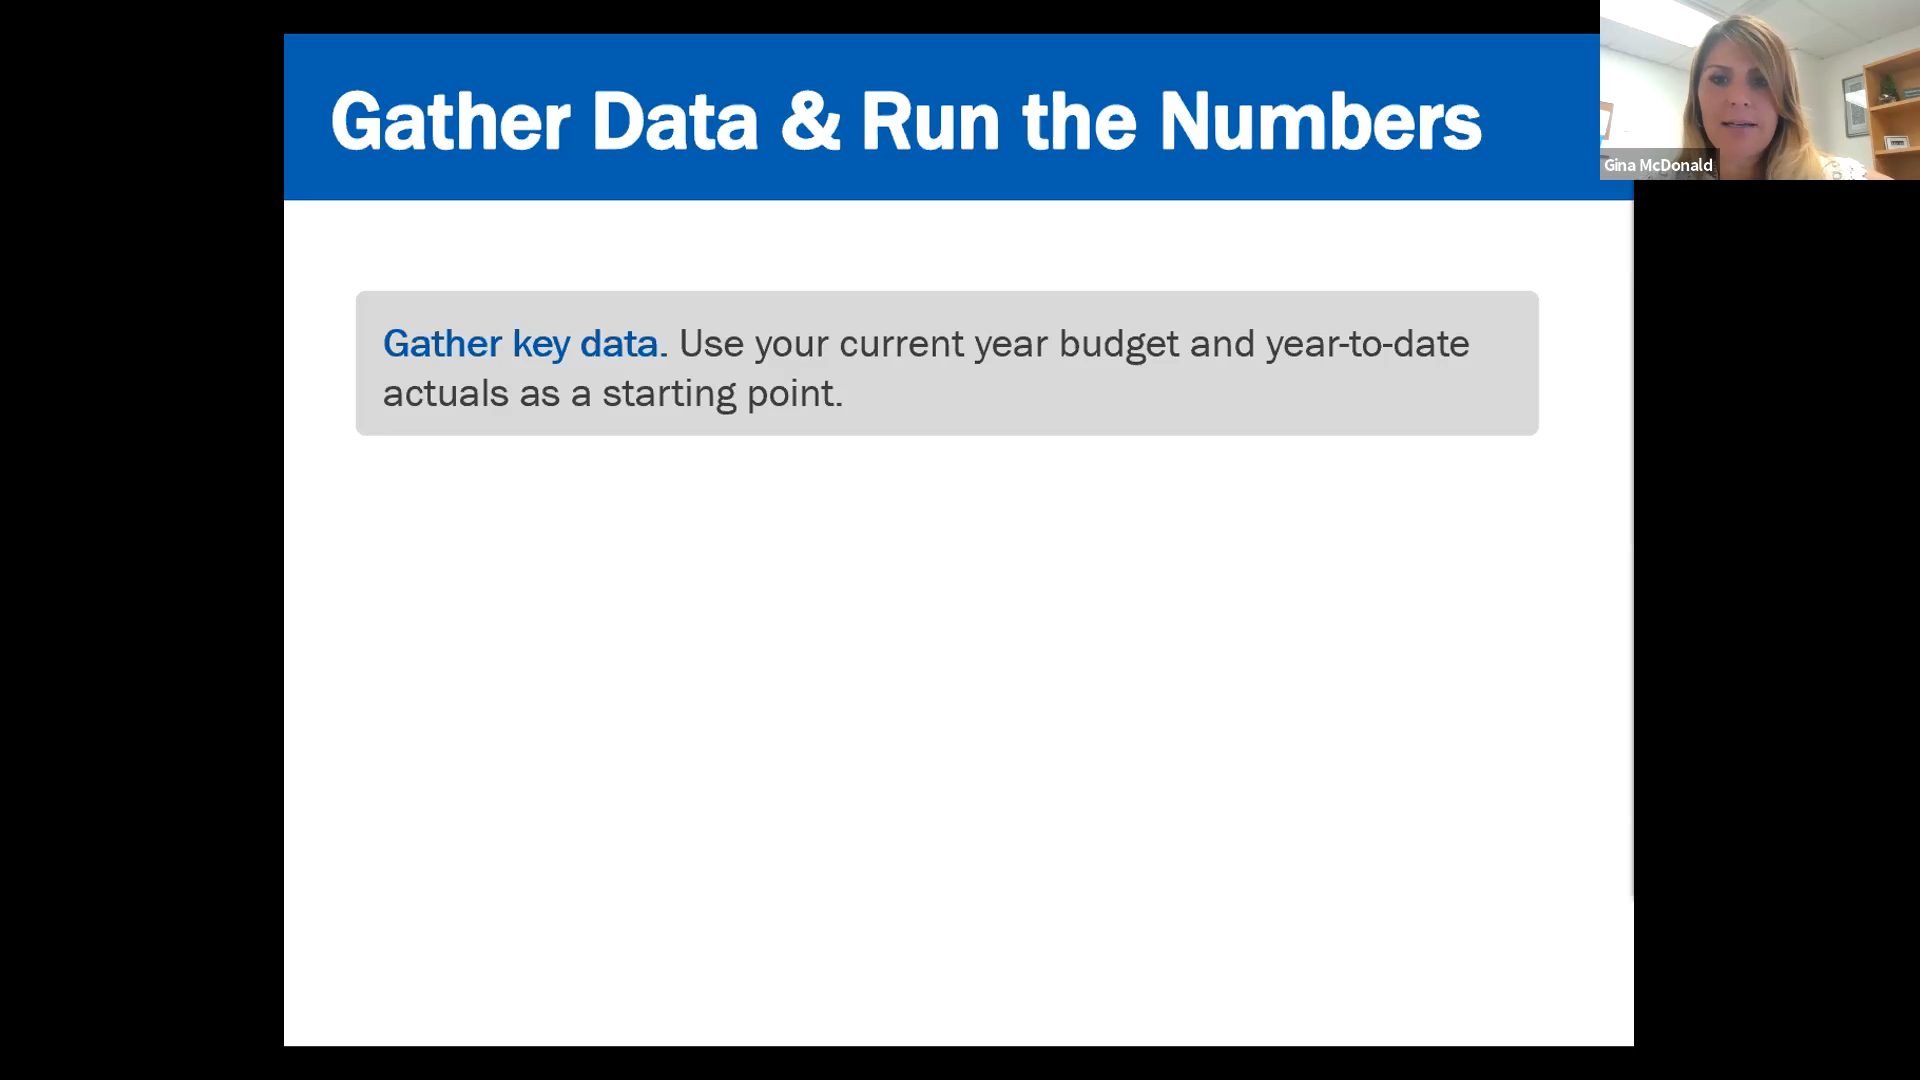 Gather Data & Run the Numbers
Gina McDonald
Gather key data. Use your current year budget and year-to-date
actuals as a starting point.